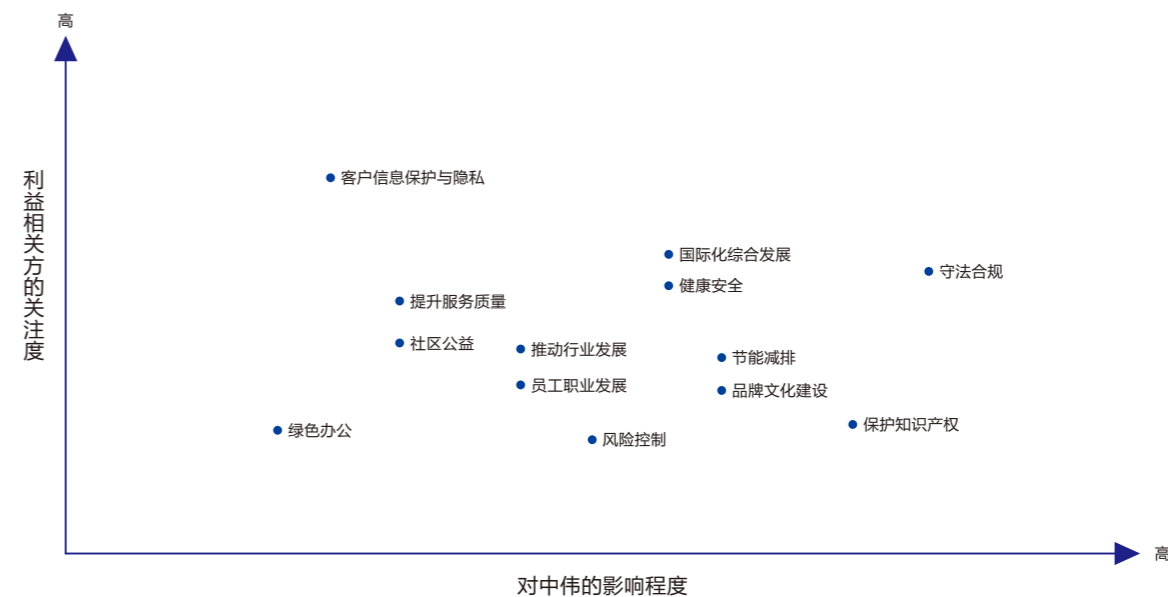 高
利益相关方的关注度
客户信息保护与隐私
国际化综合发展
守法合规
健康安全
提升服务质量
社区公益
推动行业发展
节能减排
员工职业发展
品牌文化建设
保护知识产权
绿色办公
风险控制
高
对中伟的影响程度